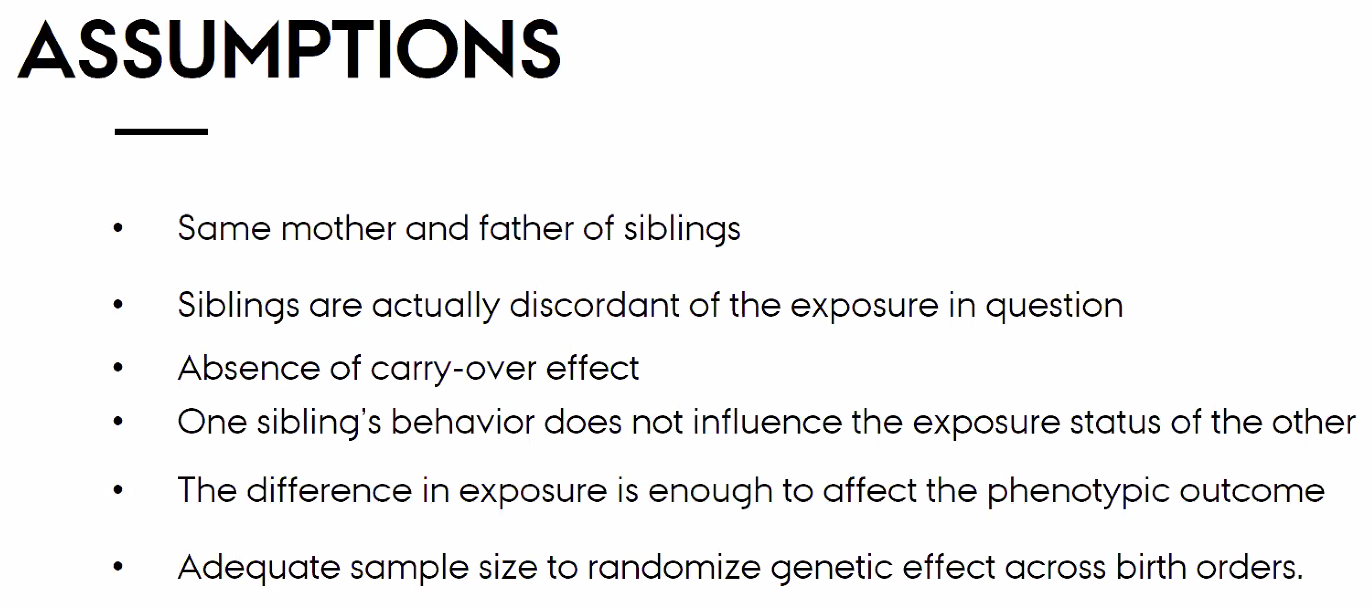 ASSUMPTIONS
• Same mother and father of siblings
• Siblings are actually discordant of the exposure in question
• Absence of carry-over effect
• One sibling's behavior does not influence the exposure status of the other
• The difference in exposure is enough to affect the phenotypic outcome
• Adequate sample size to randomize genetic effect across birth orders.